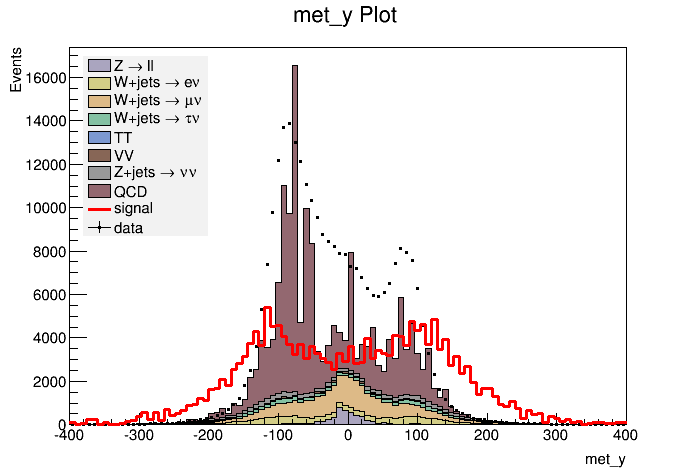 met_y Plot
Events
16000
14000
12000
10000
8000
6000
4000
2000
0
Z → ll
W+jets → eν
W+jets → μν
W+jets → τν
TT
VV
Z+jets → νν
QCD
signal
data
-400 -300 -200 -100 0 100 200 300 400
met_y